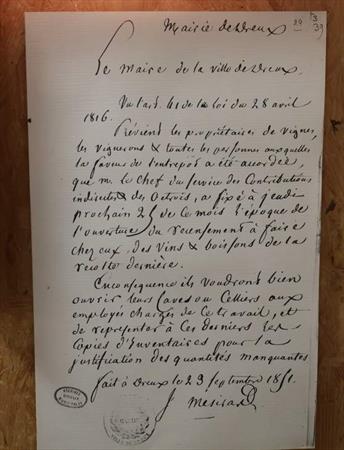 29
39
Mairie de Dreux
Le Maire de la ville de Dreux.
Vu l'art. 41 de la loi du 28 avril
1816.
Prévient les propriétaires de vignes,
les vignerons & toutes les personnes auxquelles
la faveur de l'entrepôt a été accordée,
que m. le Chef du service des Contributions
indirectes & des Octrois, a fixé à jeudi
prochain 25 de ce mois l'époque de
l'ouverture du recensement à faire
chez eux des vins & boissons de la
recolte dernière.
En conséquence ils voudront bien
ouvrir leurs Caves ou Celliers aux
employés chargés de ce travail, et
de représenter à ces derniers les
Copies d'Inventaires pour la
justification des quantités manquantes
fait à Dreux le 23 Septembre 1851.
Mésirard